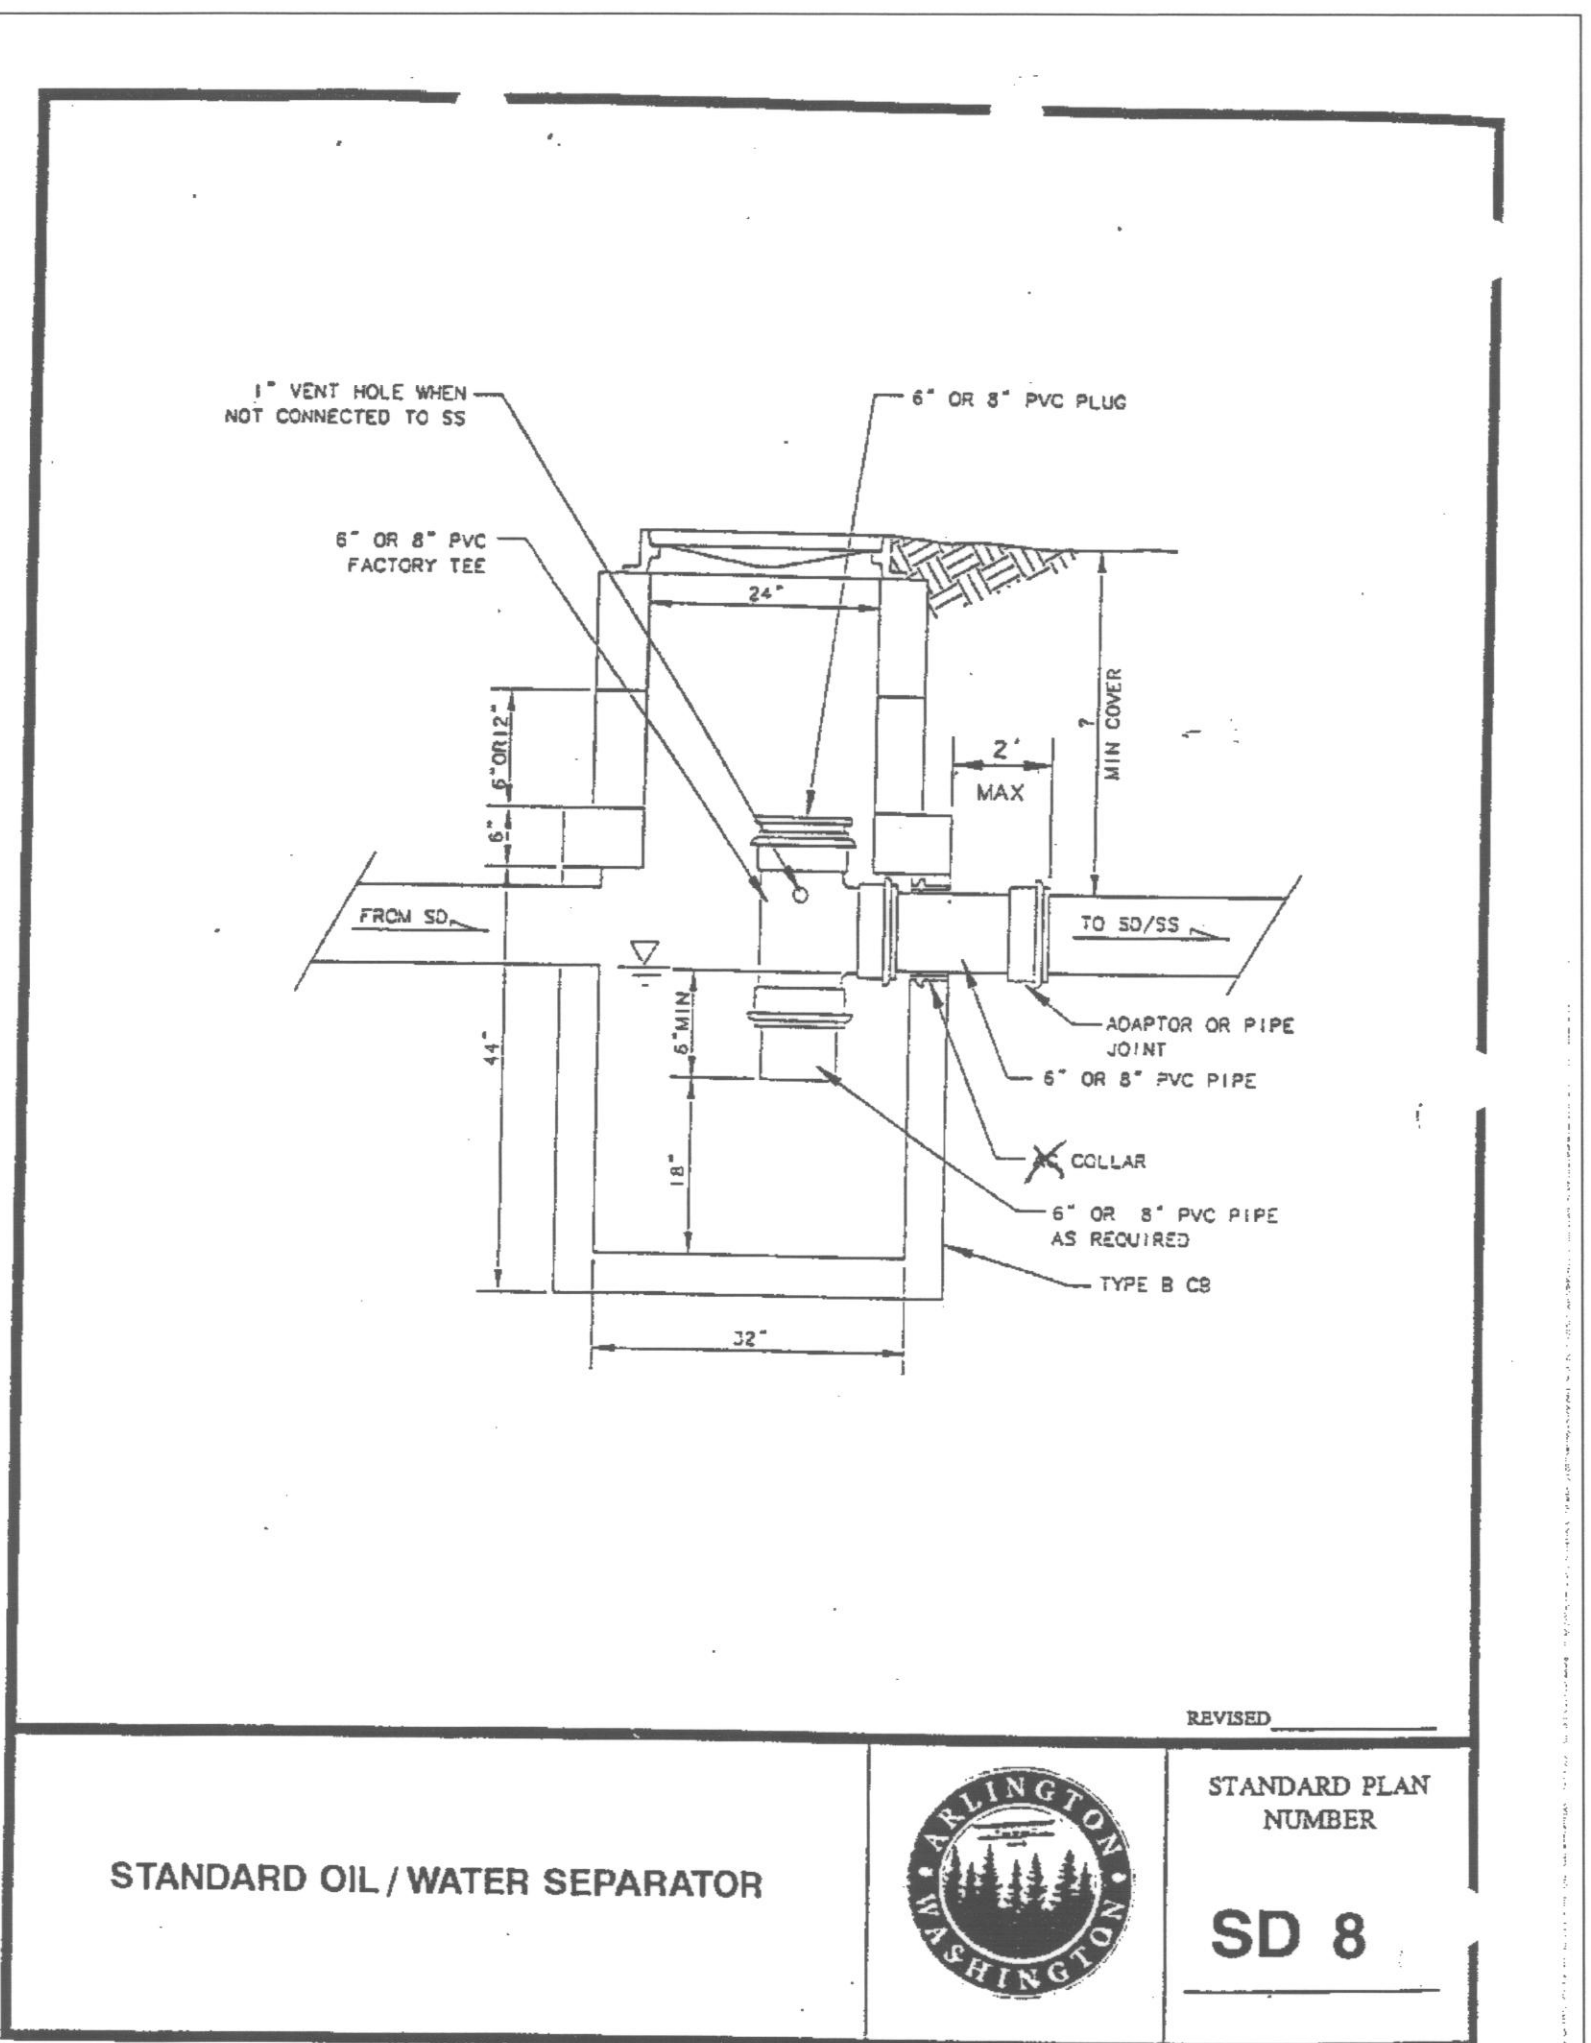 1" VENT HOLE WHEN
NOT CONNECTED TO SS
6" OR 8" PVC PLUG
6" OR 8" PVC
FACTORY TEE
24"
6"OR12"
6"
2'
MAX
?
MIN COVER
FROM SD
TO SD/SS
6"MIN
44"
18"
32"
ADAPTOR OR PIPE
JOINT
6" OR 8" PVC PIPE
COLLAR
6" OR 8" PVC PIPE
AS REQUIRED
TYPE B CB
REVISED
STANDARD OIL / WATER SEPARATOR
ARLINGTON
WASHINGTON
STANDARD PLAN
NUMBER
SD 8